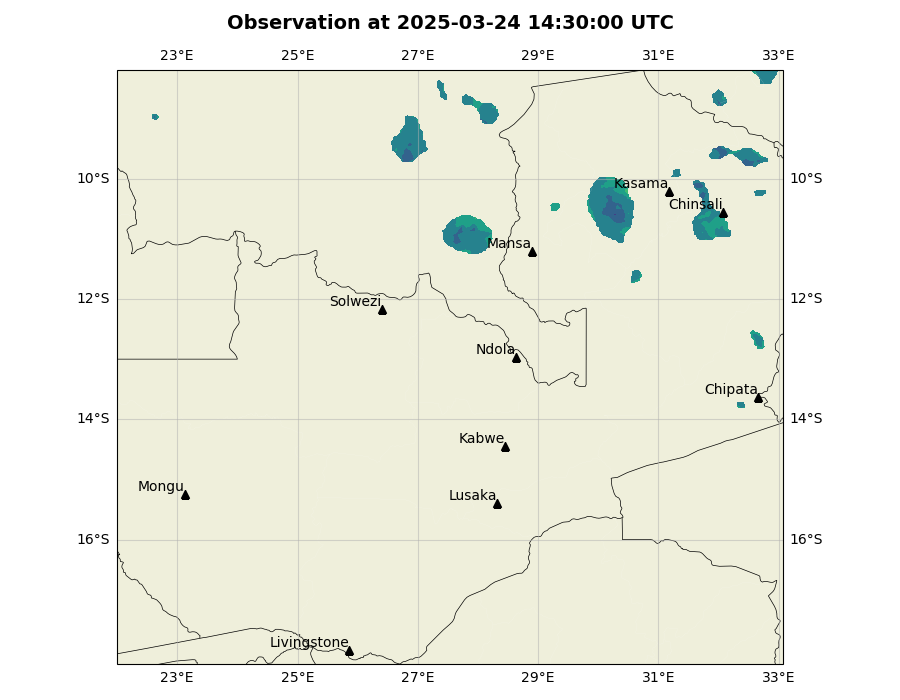 Observation at 2025-03-24 14:30:00 UTC
23°E 25°E 27°E 29°E 31°E 33°E
10°S 10°S
Kasama
Chinsali
Mansa
12°S 12°S
Solwezi
Ndola
Chipata
14°S 14°S
Kabwe
Mongu
Lusaka
16°S 16°S
Livingstone
23°E 25°E 27°E 29°E 31°E 33°E